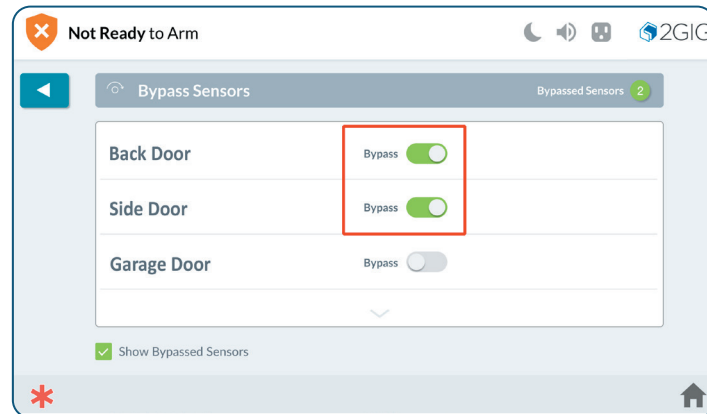 Not Ready to Arm
2GIG
Bypass Sensors
Bypassed Sensors 2
Back Door Bypass
Side Door Bypass
Garage Door Bypass
Show Bypassed Sensors